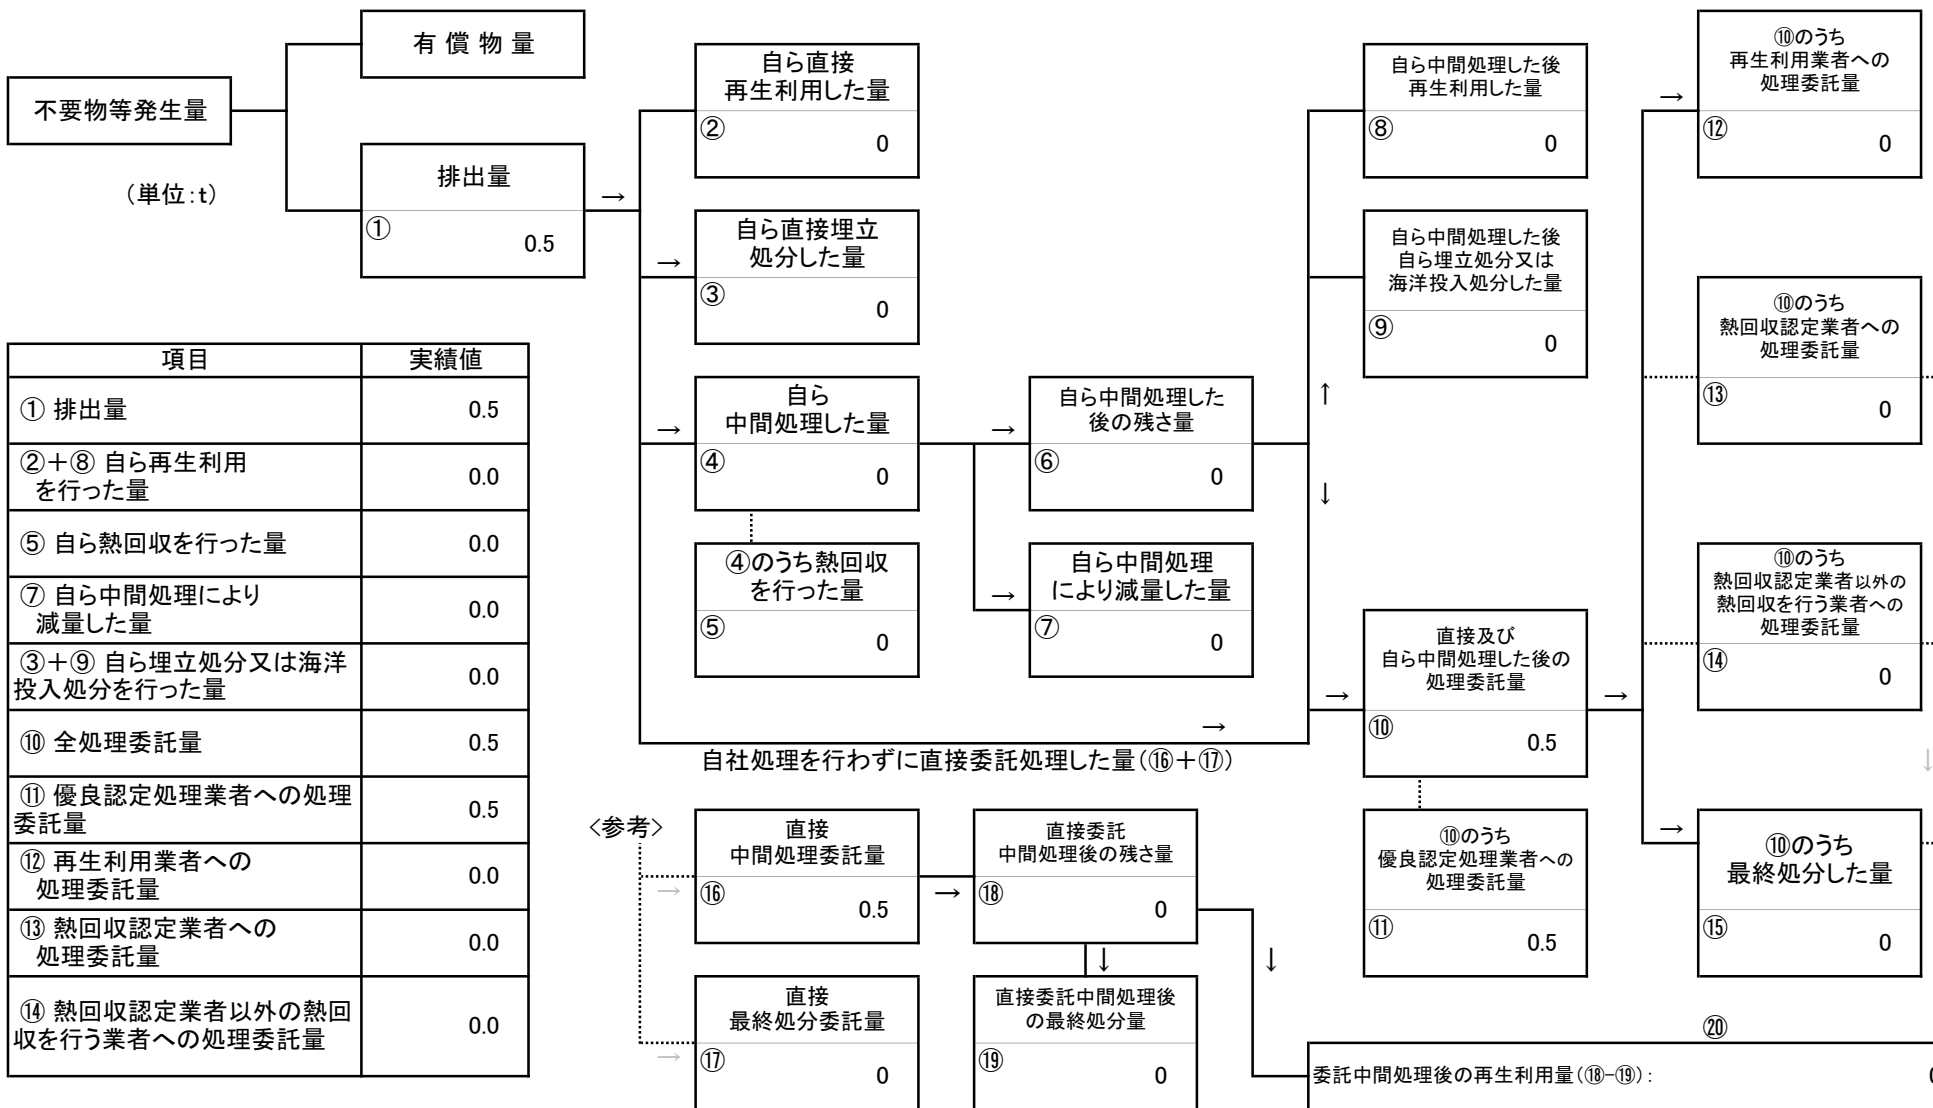 有 償 物 量
不要物等発生量
（単位：t）
排出量
①
0.5
→
自ら直接
再生利用した量
②
0
→
自ら直接埋立
処分した量
③
0
→
自ら
中間処理した量
④
0
④のうち熱回収
を行った量
⑤
0
→
自ら中間処理した
後の残さ量
⑥
0
→
自ら中間処理
により減量した量
⑦
0
自ら中間処理した後
再生利用した量
⑧
0
自ら中間処理した後
自ら埋立処分又は
海洋投入処分した量
⑨
0
↑
↓
→
自社処理を行わずに直接委託処理した量（⑯＋⑰）
→
直接及び
自ら中間処理した後の
処理委託量
⑩
0.5
→
⑩のうち
優良認定処理業者への
処理委託量
⑪
0.5
→
⑩のうち
再生利用業者への
処理委託量
⑫
0
⑩のうち
熱回収認定業者への
処理委託量
⑬
0
⑩のうち
熱回収認定業者以外の
熱回収を行う業者への
処理委託量
⑭
0
↓
→
⑩のうち
最終処分した量
⑮
0
項目 実績値
① 排出量 0.5
②＋⑧ 自ら再生利用
を行った量 0.0
⑤ 自ら熱回収を行った量 0.0
⑦ 自ら中間処理により
減量した量 0.0
③＋⑨ 自ら埋立処分又は海洋
投入処分を行った量 0.0
⑩ 全処理委託量 0.5
⑪ 優良認定処理業者への処理
委託量 0.5
⑫ 再生利用業者への
処理委託量 0.0
⑬ 熱回収認定業者への
処理委託量 0.0
⑭ 熱回収認定業者以外の熱回
収を行う業者への処理委託量 0.0
〈参考〉
→
直接
中間処理委託量
⑯
0.5
→
直接委託
中間処理後の残さ量
⑱
0
↓
↓
→
直接
最終処分委託量
⑰
0
直接委託中間処理後
の最終処分量
⑲
0
⑳
委託中間処理後の再生利用量（⑱−⑲）：